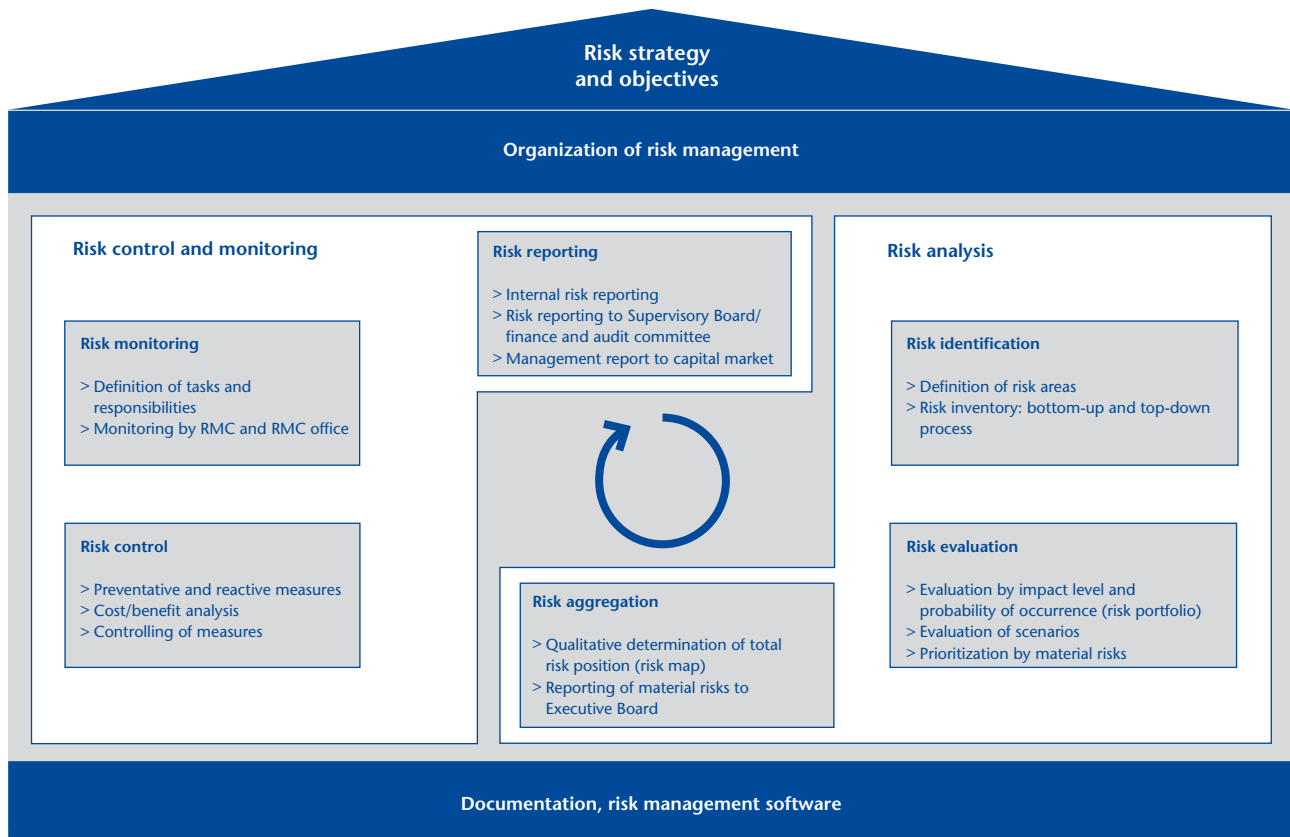 Risk strategy
and objectives
Organization of risk management
Risk control and monitoring
Risk reporting
> Internal risk reporting
> Risk reporting to Supervisory Board/
finance and audit committee
> Management report to capital market
Risk monitoring
> Definition of tasks and
responsibilities
> Monitoring by RMC and RMC office
Risk control
> Preventative and reactive measures
> Cost/benefit analysis
> Controlling of measures
Risk analysis
Risk identification
> Definition of risk areas
> Risk inventory: bottom-up and top-down
process
Risk evaluation
> Evaluation by impact level and
probability of occurrence (risk portfolio)
> Evaluation of scenarios
> Prioritization by material risks
Risk aggregation
> Qualitative determination of total
risk position (risk map)
> Reporting of material risks to
Executive Board
Documentation, risk management software